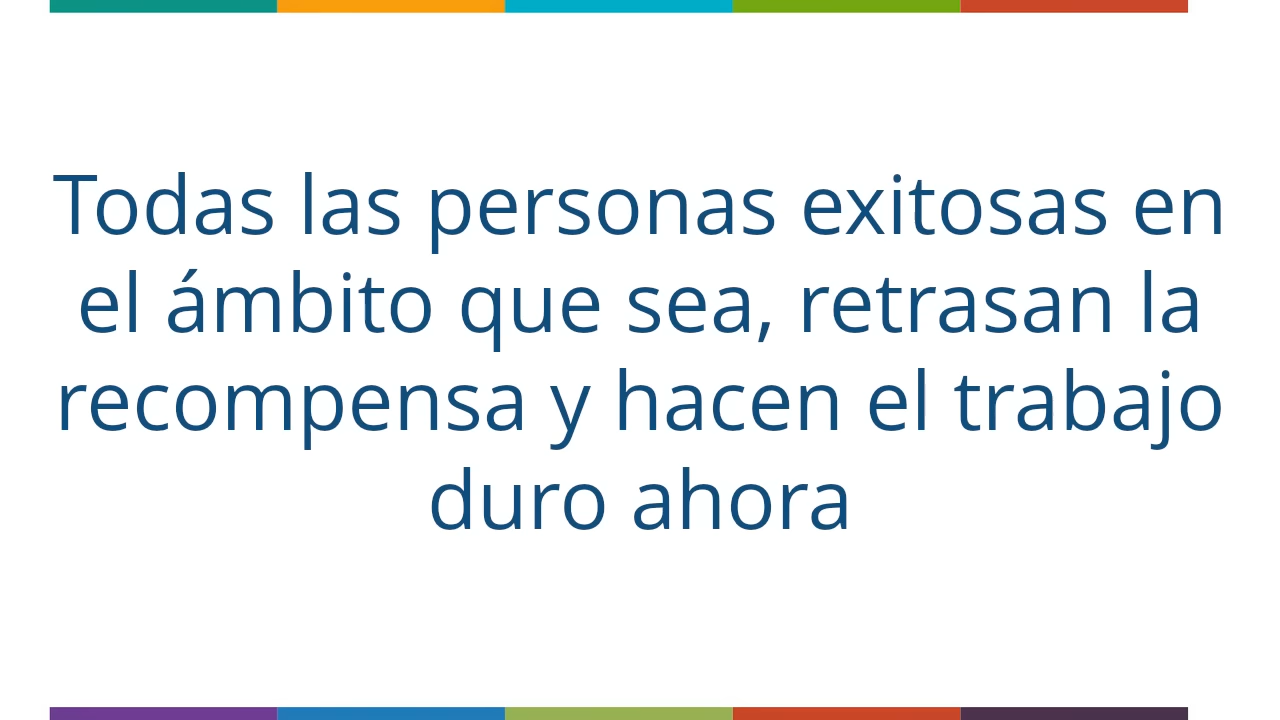 Todas las personas exitosas en
el ámbito que sea, retrasan la
recompensa y hacen el trabajo
duro ahora